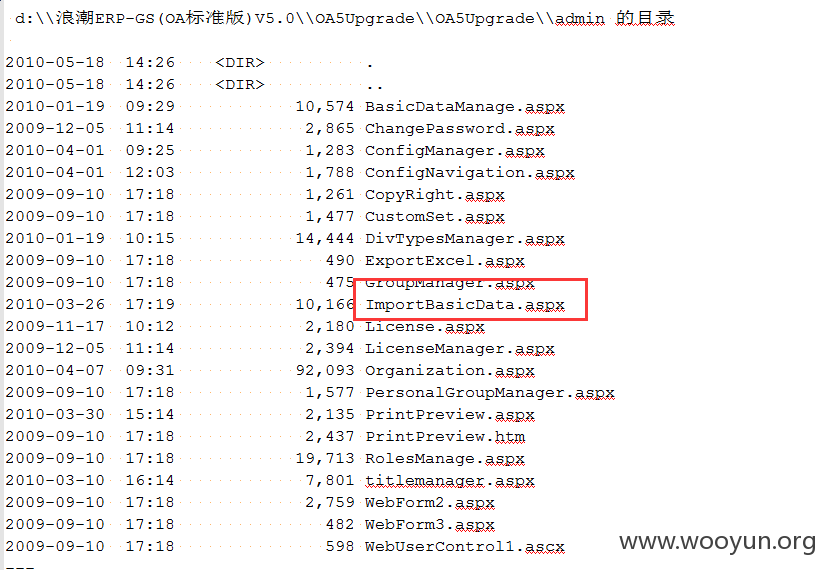 d:\\浪潮ERP-GS(OA标准版)V5.0\\OA5Upgrade\\OA5Upgrade\\admin 的目录
2010-05-18 14:26 <DIR> .
2010-05-18 14:26 <DIR> ..
2010-01-19 09:29 10,574 BasicDataManage.aspx
2009-12-05 11:14 2,865 ChangePassword.aspx
2010-04-01 09:25 1,283 ConfigManager.aspx
2010-04-01 12:03 1,788 ConfigNavigation.aspx
2009-09-10 17:18 1,261 CopyRight.aspx
2009-09-10 17:18 1,477 CustomSet.aspx
2010-01-19 10:15 14,444 DivTypesManager.aspx
2009-09-10 17:18 490 ExportExcel.aspx
2009-09-10 17:18 475 GroupManager.aspx
2010-03-26 17:19 10,166 ImportBasicData.aspx
2009-11-17 10:12 2,180 License.aspx
2009-12-05 11:14 2,394 LicenseManager.aspx
2010-04-07 09:31 92,093 Organization.aspx
2009-09-10 17:18 1,577 PersonalGroupManager.aspx
2010-03-30 15:14 2,135 PrintPreview.aspx
2009-09-10 17:18 2,437 PrintPreview.htm
2009-09-10 17:18 19,713 RolesManage.aspx
2010-03-10 16:14 7,801 titlemanager.aspx
2009-09-10 17:18 2,759 WebForm2.aspx
2009-09-10 17:18 482 WebForm3.aspx
2009-09-10 17:18 598 WebUserControl1.ascx
www.wooyun.org